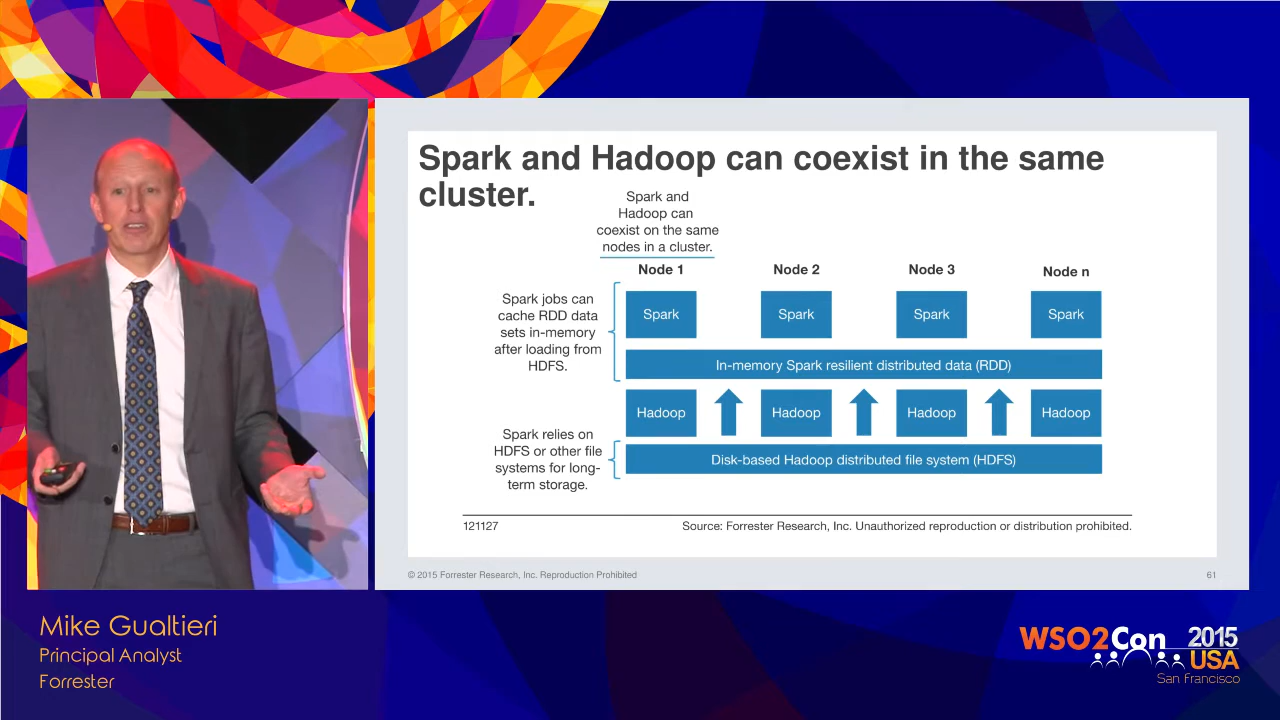 Spark and Hadoop can coexist in the same
cluster.
Spark and
Hadoop can
coexist on the same
nodes in a cluster.
Node 1
Node 2
Node 3
Node n
Spark jobs can
cache RDD data
sets in-memory
after loading from
HDFS.
Spark
Spark
Spark
Spark
In-memory Spark resilient distributed data (RDD)
Hadoop
Hadoop
Hadoop
Hadoop
Spark relies on
HDFS or other file
systems for long-
term storage.
Disk-based Hadoop distributed file system (HDFS)
121127
Source: Forrester Research, Inc. Unauthorized reproduction or distribution prohibited.
© 2015 Forrester Research, Inc. Reproduction Prohibited
61
Mike Gualtieri
Principal Analyst
Forrester
WSO2Con 2015
USA
San Francisco